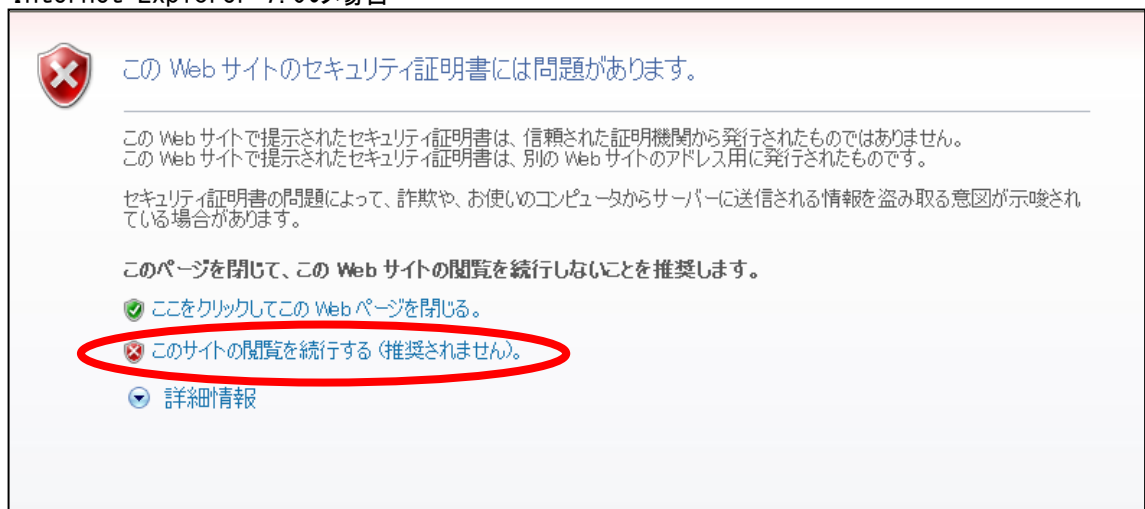 Internet Explorer 7.0の場合
この Web サイトのセキュリティ証明書には問題があります。
この Web サイトで提示されたセキュリティ証明書は、信頼された証明機関から発行されたものではありません。
この Web サイトで提示されたセキュリティ証明書は、別の Web サイトのアドレス用に発行されたものです。
セキュリティ証明書の問題によって、詐欺や、お使いのコンピュータからサーバーに送信される情報を盗み取る意図が示唆され
ている場合があります。
このページを閉じて、この Web サイトの閲覧を続行しないことを推奨します。
ここをクリックしてこの Web ページを閉じる。
このサイトの閲覧を続行する (推奨されません)。
詳細情報